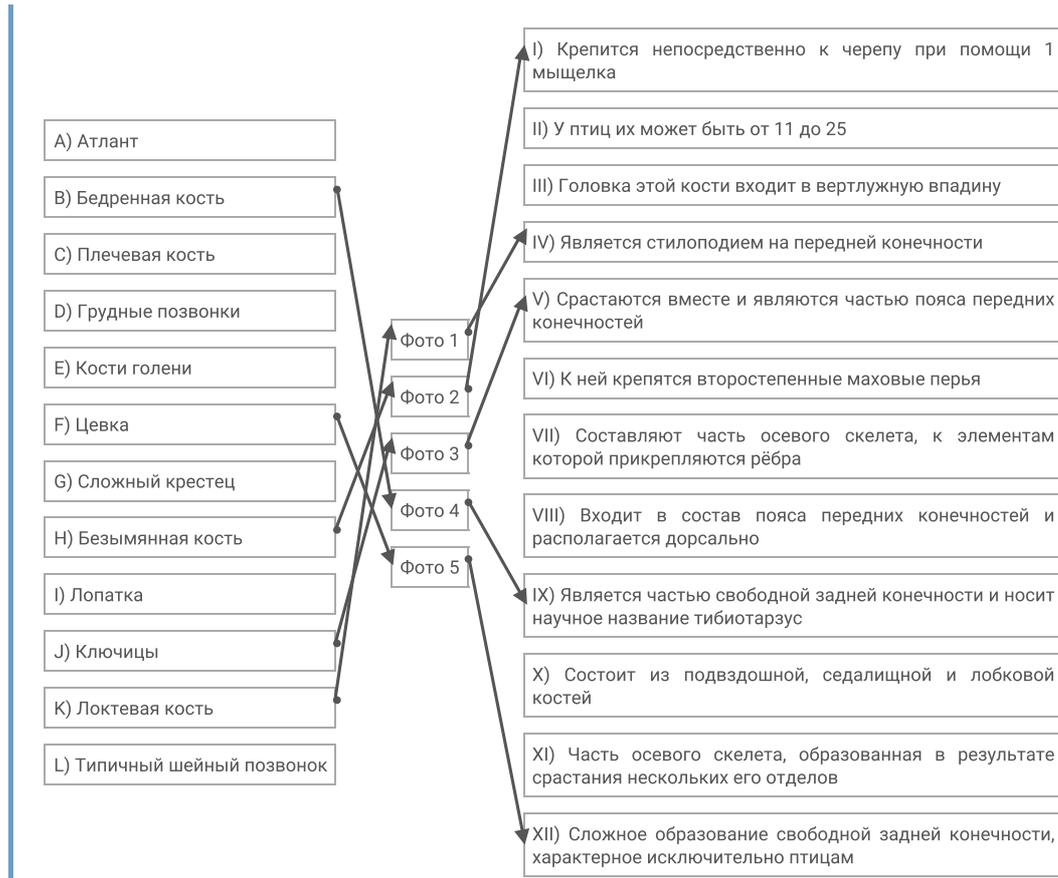 A) Атлант
B) Бедренная кость
C) Плечевая кость
D) Грудные позвонки
E) Кости голени
F) Цевка
G) Сложный крестец
H) Безымянная кость
I) Лопатка
J) Ключицы
K) Локтевая кость
L) Типичный шейный позвонок
Фото 1
Фото 2
Фото 3
Фото 4
Фото 5
I) Крепится непосредственно к черепу при помощи 1
мыщелка
II) У птиц их может быть от 11 до 25
III) Головка этой кости входит в вертлужную впадину
IV) Является стилоподием на передней конечности
V) Срастаются вместе и являются частью пояса передних
конечностей
VI) К ней крепятся второстепенные маховые перья
VII) Составляют часть осевого скелета, к элементам
которой прикрепляются рёбра
VIII) Входит в состав пояса передних конечностей и
располагается дорсально
IX) Является частью свободной задней конечности и носит
научное название тибиотарзус
X) Состоит из подвздошной, седалищной и лобковой
костей
XI) Часть осевого скелета, образованная в результате
срастания нескольких его отделов
XII) Сложное образование свободной задней конечности,
характерное исключительно птицам